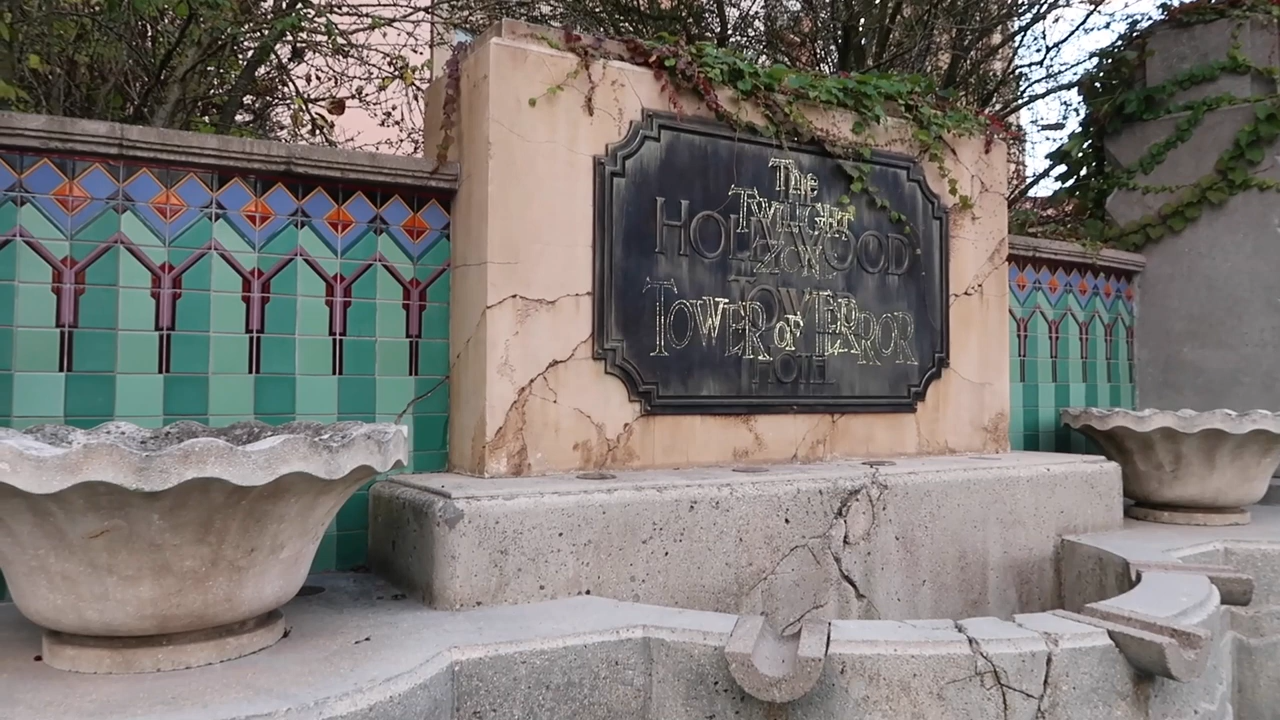 The
Twilight
HOLLYWOOD
ZONE
TOWER
TOWER OF TERROR
HOTEL